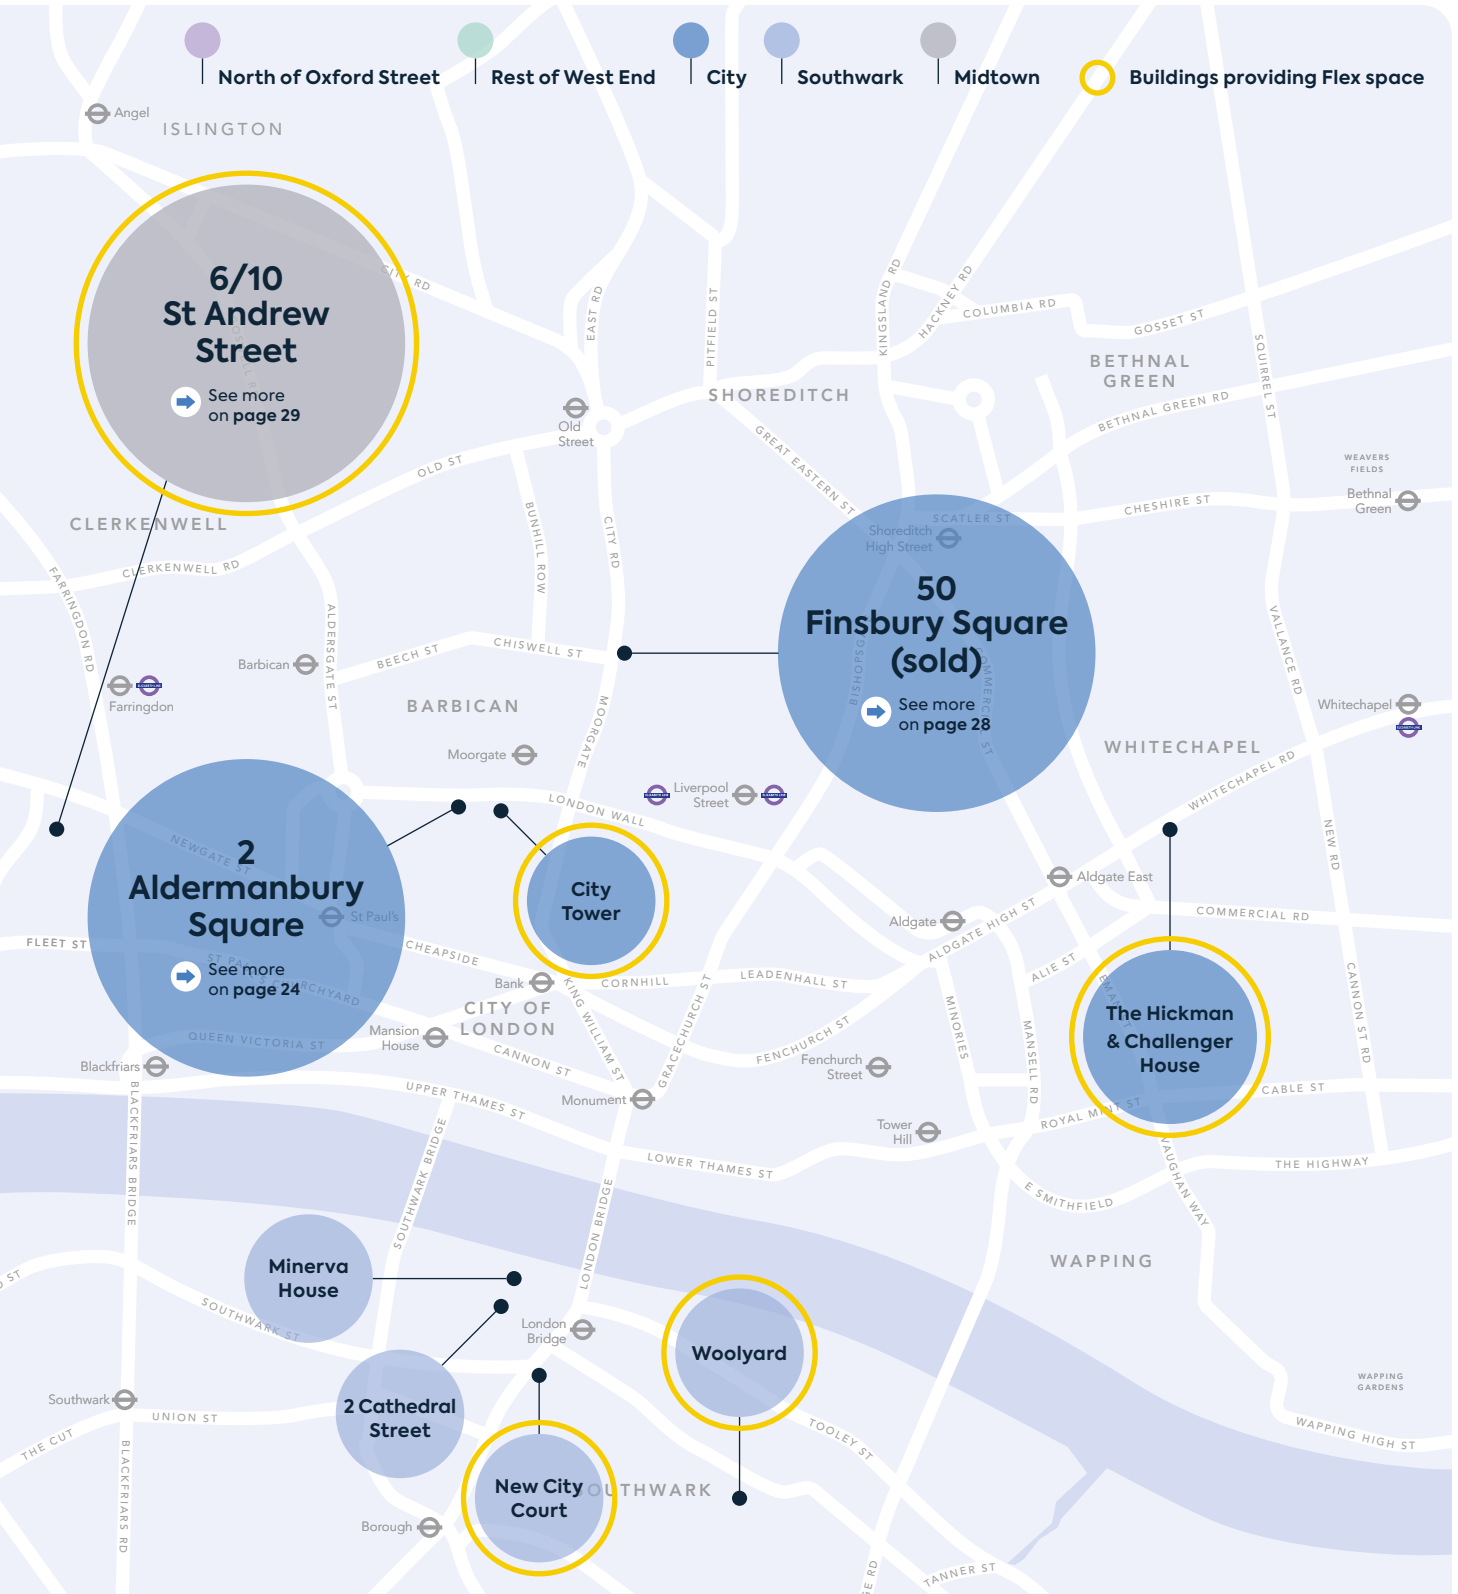 North of Oxford Street
Rest of West End
City
Southwark
Midtown
Buildings providing Flex space
Angel
ISLINGTON
6/10
St Andrew
Street
See more
on page 29
CITY RD
EAST RD
PITFIELD ST
KINGSLAND RD
HACKNEY RD
COLUMBIA RD
GOSSET ST
SQUIRREL ST
BETHNAL
GREEN
BETHNAL GREEN RD
SHOREDITCH
Old
Street
OLD ST
GREAT EASTERN ST
WEAVERS
FIELDS
Bethnal
Green
CHESHIRE ST
SCATLER ST
Shoreditch
High Street
CLERKENWELL
CLERKENWELL RD
FARRINGDON RD
BUNHILL ROW
CITY RD
50
Finsbury Square
(sold)
See more
on page 28
ALDERSGATE ST
Barbican
BEECH ST
CHISWELL ST
Farringdon
BARBICAN
MOORGATE
Moorgate
VALLANCE RD
Whitechapel
WHITECHAPEL
WHITECHAPEL RD
Liverpool
Street
LONDON WALL
NEW RD
2
Aldermanbury
Square
See more
on page 24
NEWGATE ST
St Paul's
FLEET ST
CHEAPSIDE
City
Tower
Aldgate East
Aldgate
ALDGATE HIGH ST
COMMERCIAL RD
ALIE ST
Bank
CORNHILL
LEADENHALL ST
CITY OF
LONDON
KING WILLIAM ST
GRACECHURCH ST
MINORIES
MANSELL RD
CANNON ST RD
The Hickman
& Challenger
House
QUEEN VICTORIA ST
Mansion
House
CANNON ST
FENCHURCH ST
Fenchurch
Street
Blackfriars
UPPER THAMES ST
Monument
CABLE ST
ROYAL MINT ST
Tower
Hill
BLACKFRIARS BRIDGE
SOUTHWARK BRIDGE
LONDON BRIDGE
LOWER THAMES ST
THE HIGHWAY
E SMITHFIELD
VAUGHAN WAY
WAPPING
Minerva
House
SOUTHWARK ST
London
Bridge
Woolyard
2 Cathedral
Street
Southwark
UNION ST
THE CUT
WAPPING
GARDENS
WAPPING HIGH ST
TOOLEY ST
New City
Court
SOUTHWARK
BLACKFRIARS RD
Borough
TANNER ST